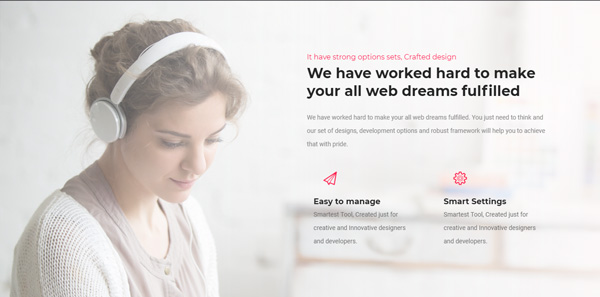 It have strong options sets, Crafted design
We have worked hard to make
your all web dreams fulfilled
We have worked hard to make your all web dreams fulfilled. You just need to think and
our set of designs, development options and robust framework will help you to achieve
that with pride.
Easy to manage
Smartest Tool, Created just for
creative and innovative designers
and developers.
Smart Settings
Smartest Tool, Created just for
creative and innovative designers
and developers.